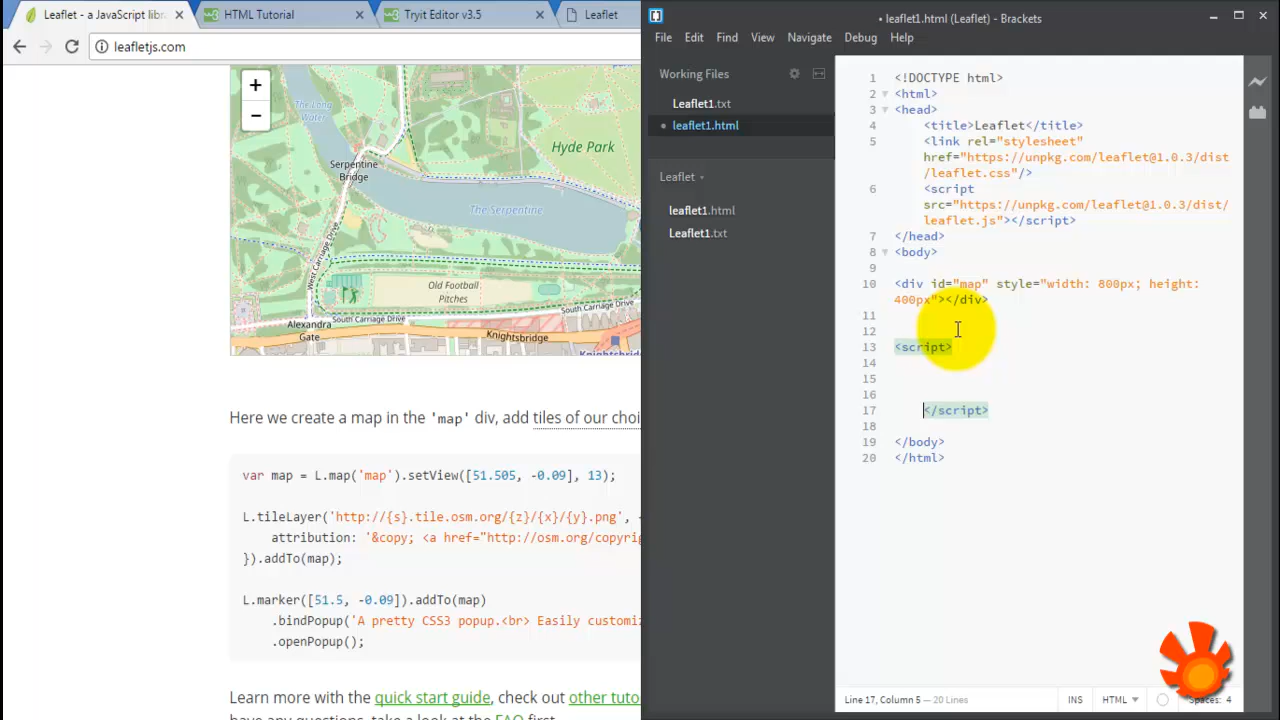 Leaflet - a JavaScript libr
HTML Tutorial
Tryit Editor v3.5
Leaflet
leafletjs.com
+
−
The Long Water
Hyde Park
Serpentine Bridge
The Serpentine
West Carriage Drive
Old Football Pitches
South Carriage Drive
South Carriage Drive
Alexandra Gate
Knightsbridge
Knightsbrid
Here we create a map in the 'map' div, add tiles of our choi
var map = L.map('map').setView([51.505, -0.09], 13);
L.tileLayer('http://{s}.tile.osm.org/{z}/{x}/{y}.png',
attribution: '&copy; <a href="http://osm.org/copyrig
}).addTo(map);
L.marker([51.5, -0.09]).addTo(map)
.bindPopup('A pretty CSS3 popup.<br> Easily customiz
.openPopup();
Learn more with the quick start guide, check out other tuto
have any questions, take a look at the FAQ first
• leaflet1.html (Leaflet) - Brackets
File Edit Find View Navigate Debug Help
Working Files
Leaflet1.txt
leaflet1.html
Leaflet
leaflet1.html
Leaflet1.txt
1 <!DOCTYPE html>
2 <html>
3 <head>
4 <title>Leaflet</title>
5 <link rel="stylesheet"
href="https://unpkg.com/leaflet@1.0.3/dist
/leaflet.css"/>
6 <script
src="https://unpkg.com/leaflet@1.0.3/dist/
leaflet.js"></script>
7 </head>
8 <body>
9
10 <div id="map" style="width: 800px; height:
400px"></div>
11
12
13 <script>
14
15
16
17 </script>
18
19 </body>
20 </html>
Line 17, Column 5 — 20 Lines
INS
HTML
Spaces: 4